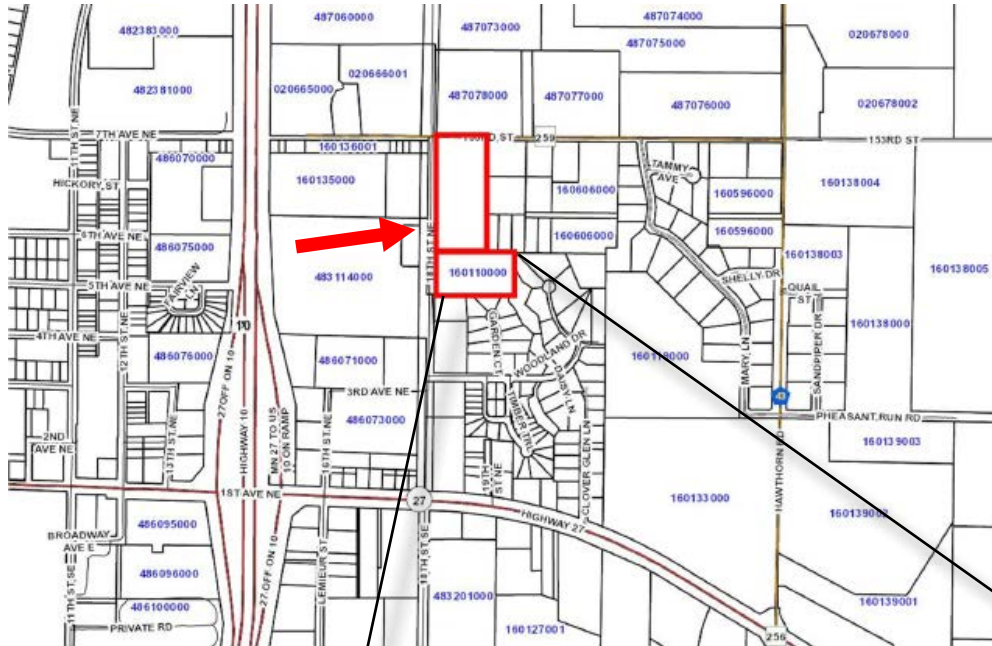 487060000
487074000
482383000
487073000
020678000
487075000
020666001
482381000
020665000
487078000
487077000
487076000
020678002
7TH AVE NE
259
153RD ST
160136001
11TH ST NE
486070000
TAMMY
AVE
HICKORY ST
160135000
160606000
160596000
160138004
6TH AVE NE
18TH ST NE
160606000
160596000
486075000
160138003
483114000
160110000
160138005
5TH AVE NE
FAIRVIEW
LN
SHELLY DR
QUAIL
ST
12TH ST NE
GARDEN CT
SANDPIPER DR
160138000
4TH AVE NE
486076000
486071000
WOODLAND DR
MARY LN
27OFF ON 10
3RD AVE NE
DAISY LN
43
HIGHWAY 10
MN 27 TO US
10 ON RAMP
TIMBER TRL
PHEASANT RUN RD
486073000
13TH ST NE
2ND
AVE NE
16TH ST NE
19TH
ST NE
CLOVER GLEN LN
HAWTHORN RD
160139003
160133000
1ST AVE NE
27
HIGHWAY 27
160139002
486095000
BROADWAY
AVE E
LEMIEUR ST
18TH ST SE
486096000
27OFF ON 10
11TH ST SE
486100000
483201000
160139001
PRIVATE RD
160127001
256